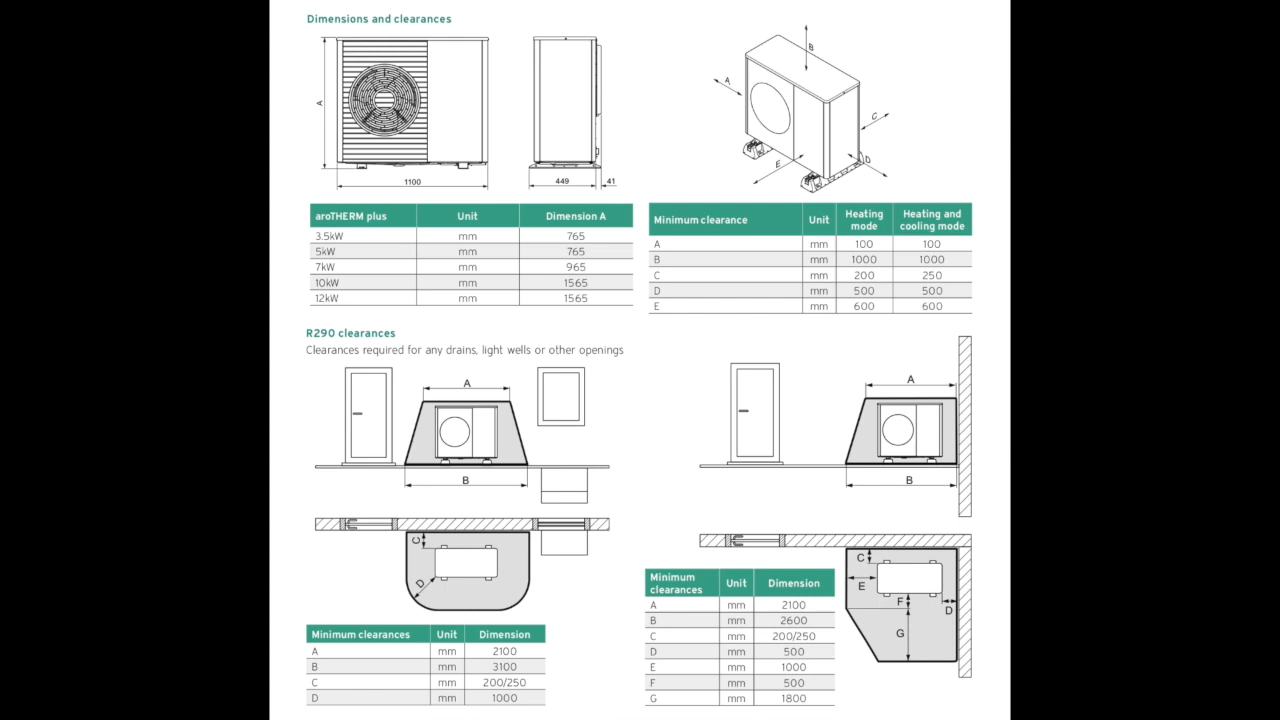 Dimensions and clearances
A
1100
449
41
A
B
C
D
E
aroTHERM plus Unit Dimension A
3.5kW mm 765
5kW mm 765
7kW mm 965
10kW mm 1565
12kW mm 1565
Minimum clearance Unit Heating mode Heating and cooling mode
A mm 100 100
B mm 1000 1000
C mm 200 250
D mm 500 500
E mm 600 600
R290 clearances
Clearances required for any drains, light wells or other openings
A
B
C
D
Minimum clearances Unit Dimension
A mm 2100
B mm 3100
C mm 200/250
D mm 1000
A
B
C
E
F
D
G
Minimum clearances Unit Dimension
A mm 2100
B mm 2600
C mm 200/250
D mm 500
E mm 1000
F mm 500
G mm 1800